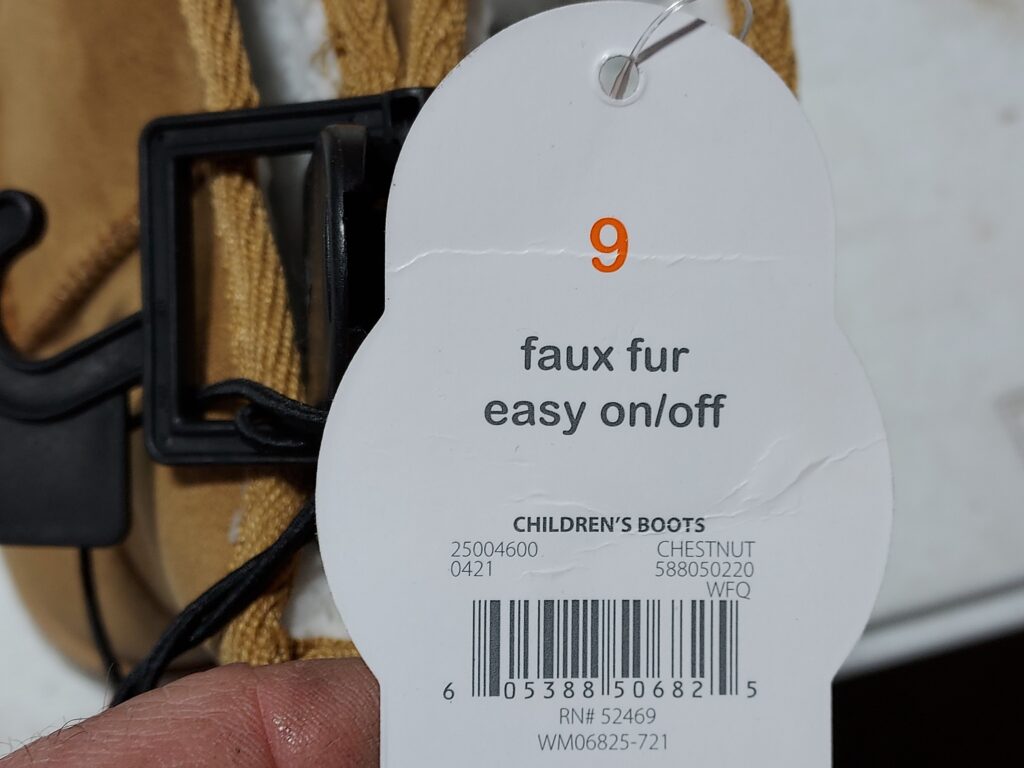 9
faux fur
easy on/off
CHILDREN'S BOOTS
25004600 CHESTNUT
0421 588050220
WFQ
6 05388 50682 5
RN# 52469
WM06825-721